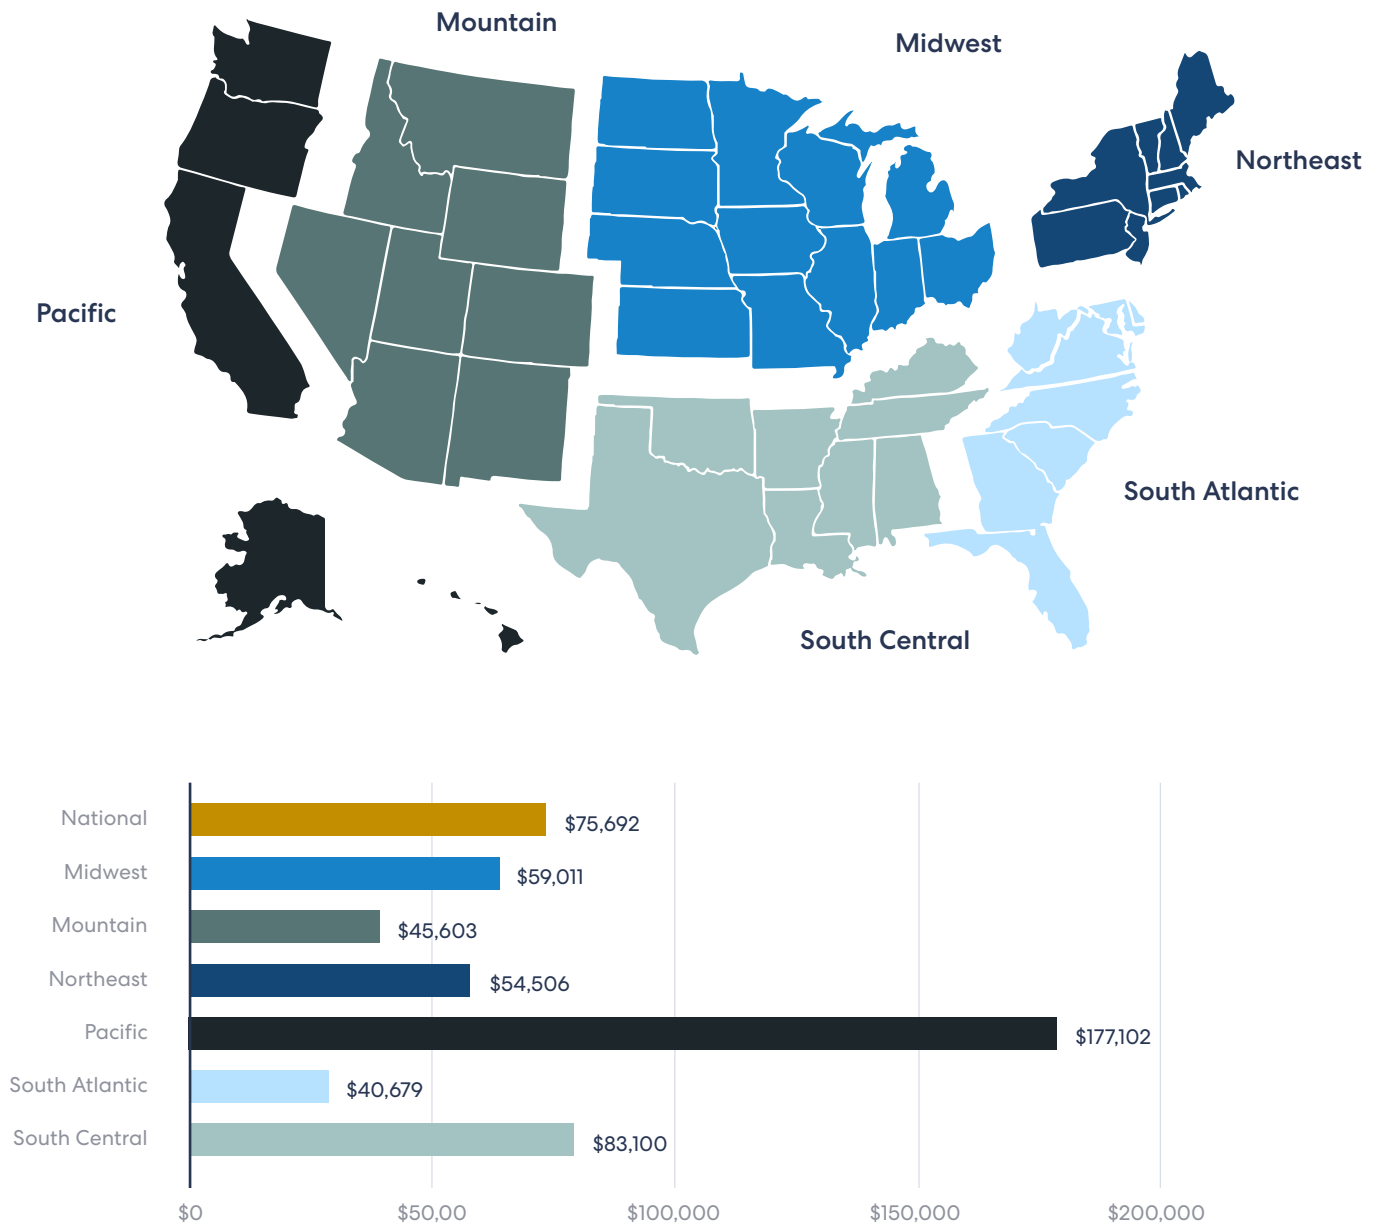 Mountain
Midwest
Northeast
Pacific
South Atlantic
South Central
National $75,692
Midwest $59,011
Mountain $45,603
Northeast $54,506
Pacific $177,102
South Atlantic $40,679
South Central $83,100
$0 $50,00 $100,000 $150,000 $200,000